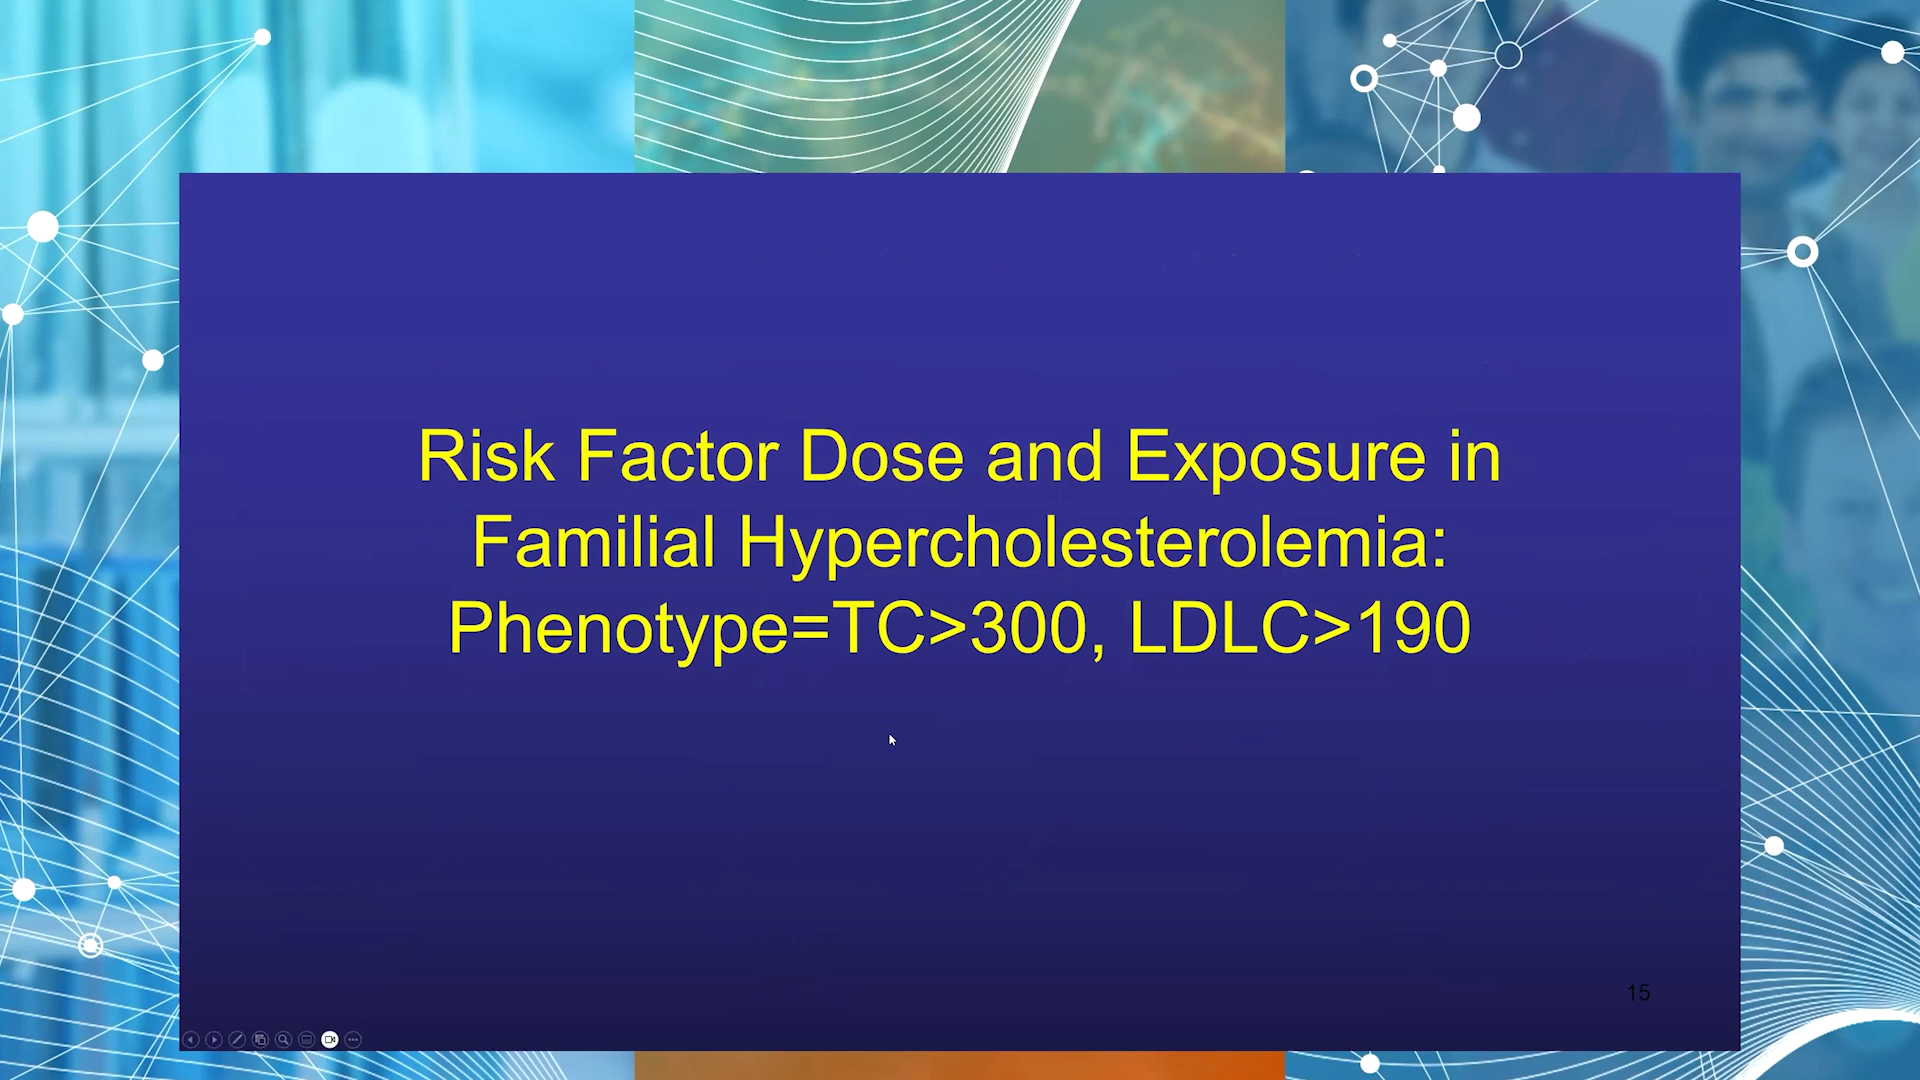 Risk Factor Dose and Exposure in
Familial Hypercholesterolemia:
Phenotype=TC>300, LDLC>190
15